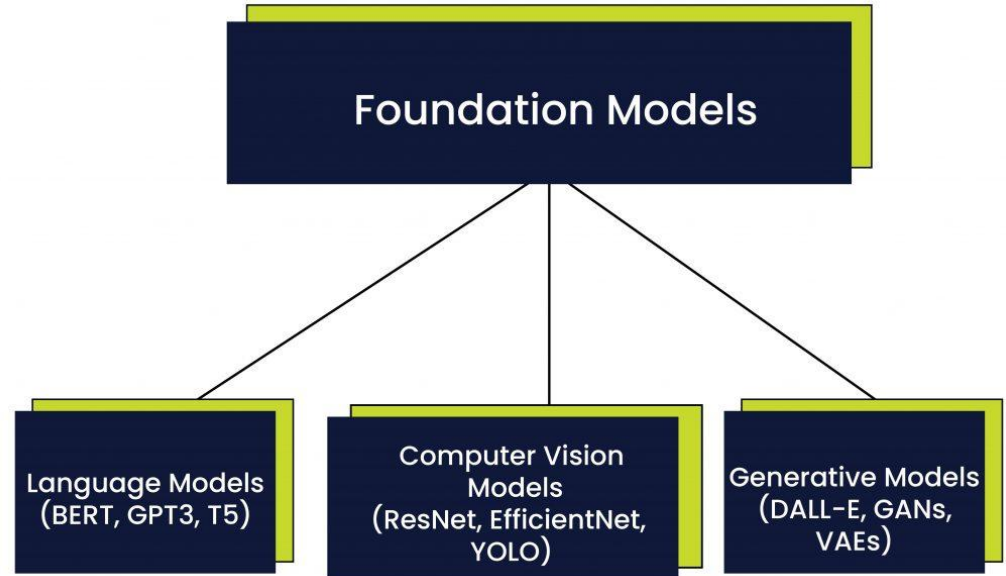 Foundation Models
Language Models
(BERT, GPT3, T5)
Computer Vision
Models
(ResNet, EfficientNet,
YOLO)
Generative Models
(DALL-E, GANs,
VAEs)